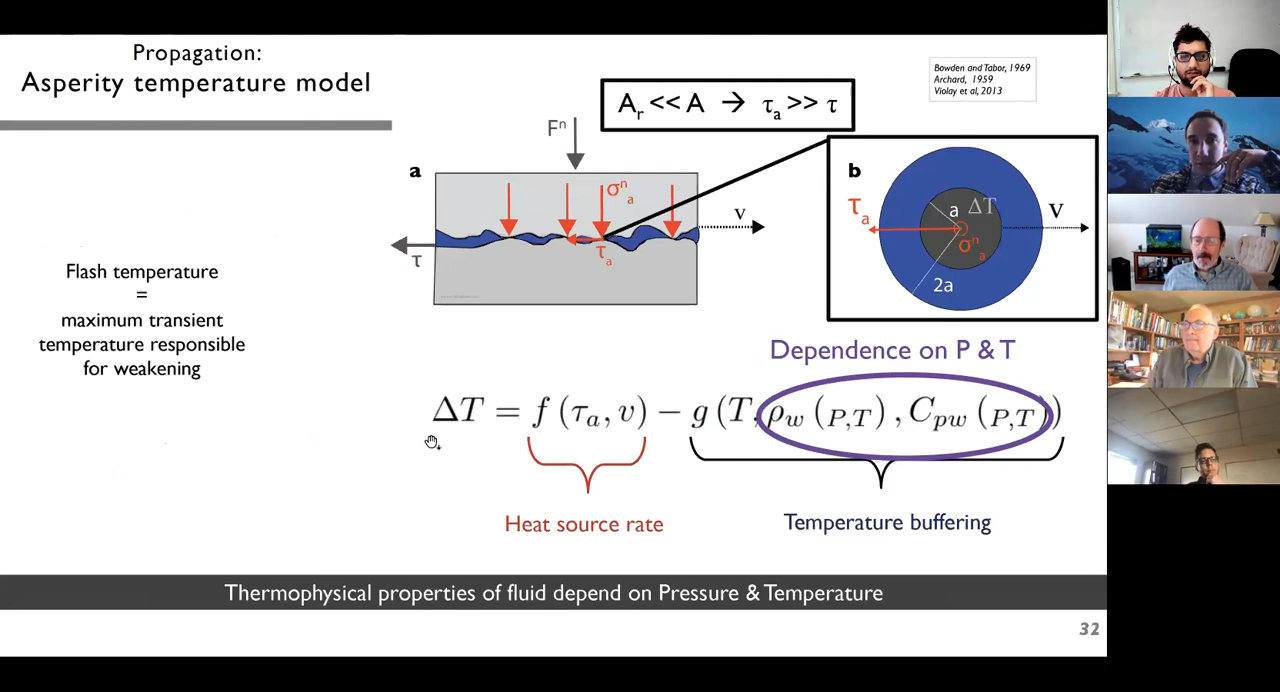 Propagation:
Asperity temperature model
Bowden and Tabor, 1969
Archard, 1959
Violay et al, 2013
Aᵣ << A → τₐ >> τ
Fⁿ
a
σⁿₐ
v
τ
τₐ
b
τₐ
a ΔT
V
σⁿₐ
2a
Flash temperature
=
maximum transient
temperature responsible
for weakening
Dependence on P & T
ΔT = f (τₐ, v) − g (T, ρ_w (P,T) , C_pw (P,T))
Heat source rate
Temperature buffering
Thermophysical properties of fluid depend on Pressure & Temperature
32